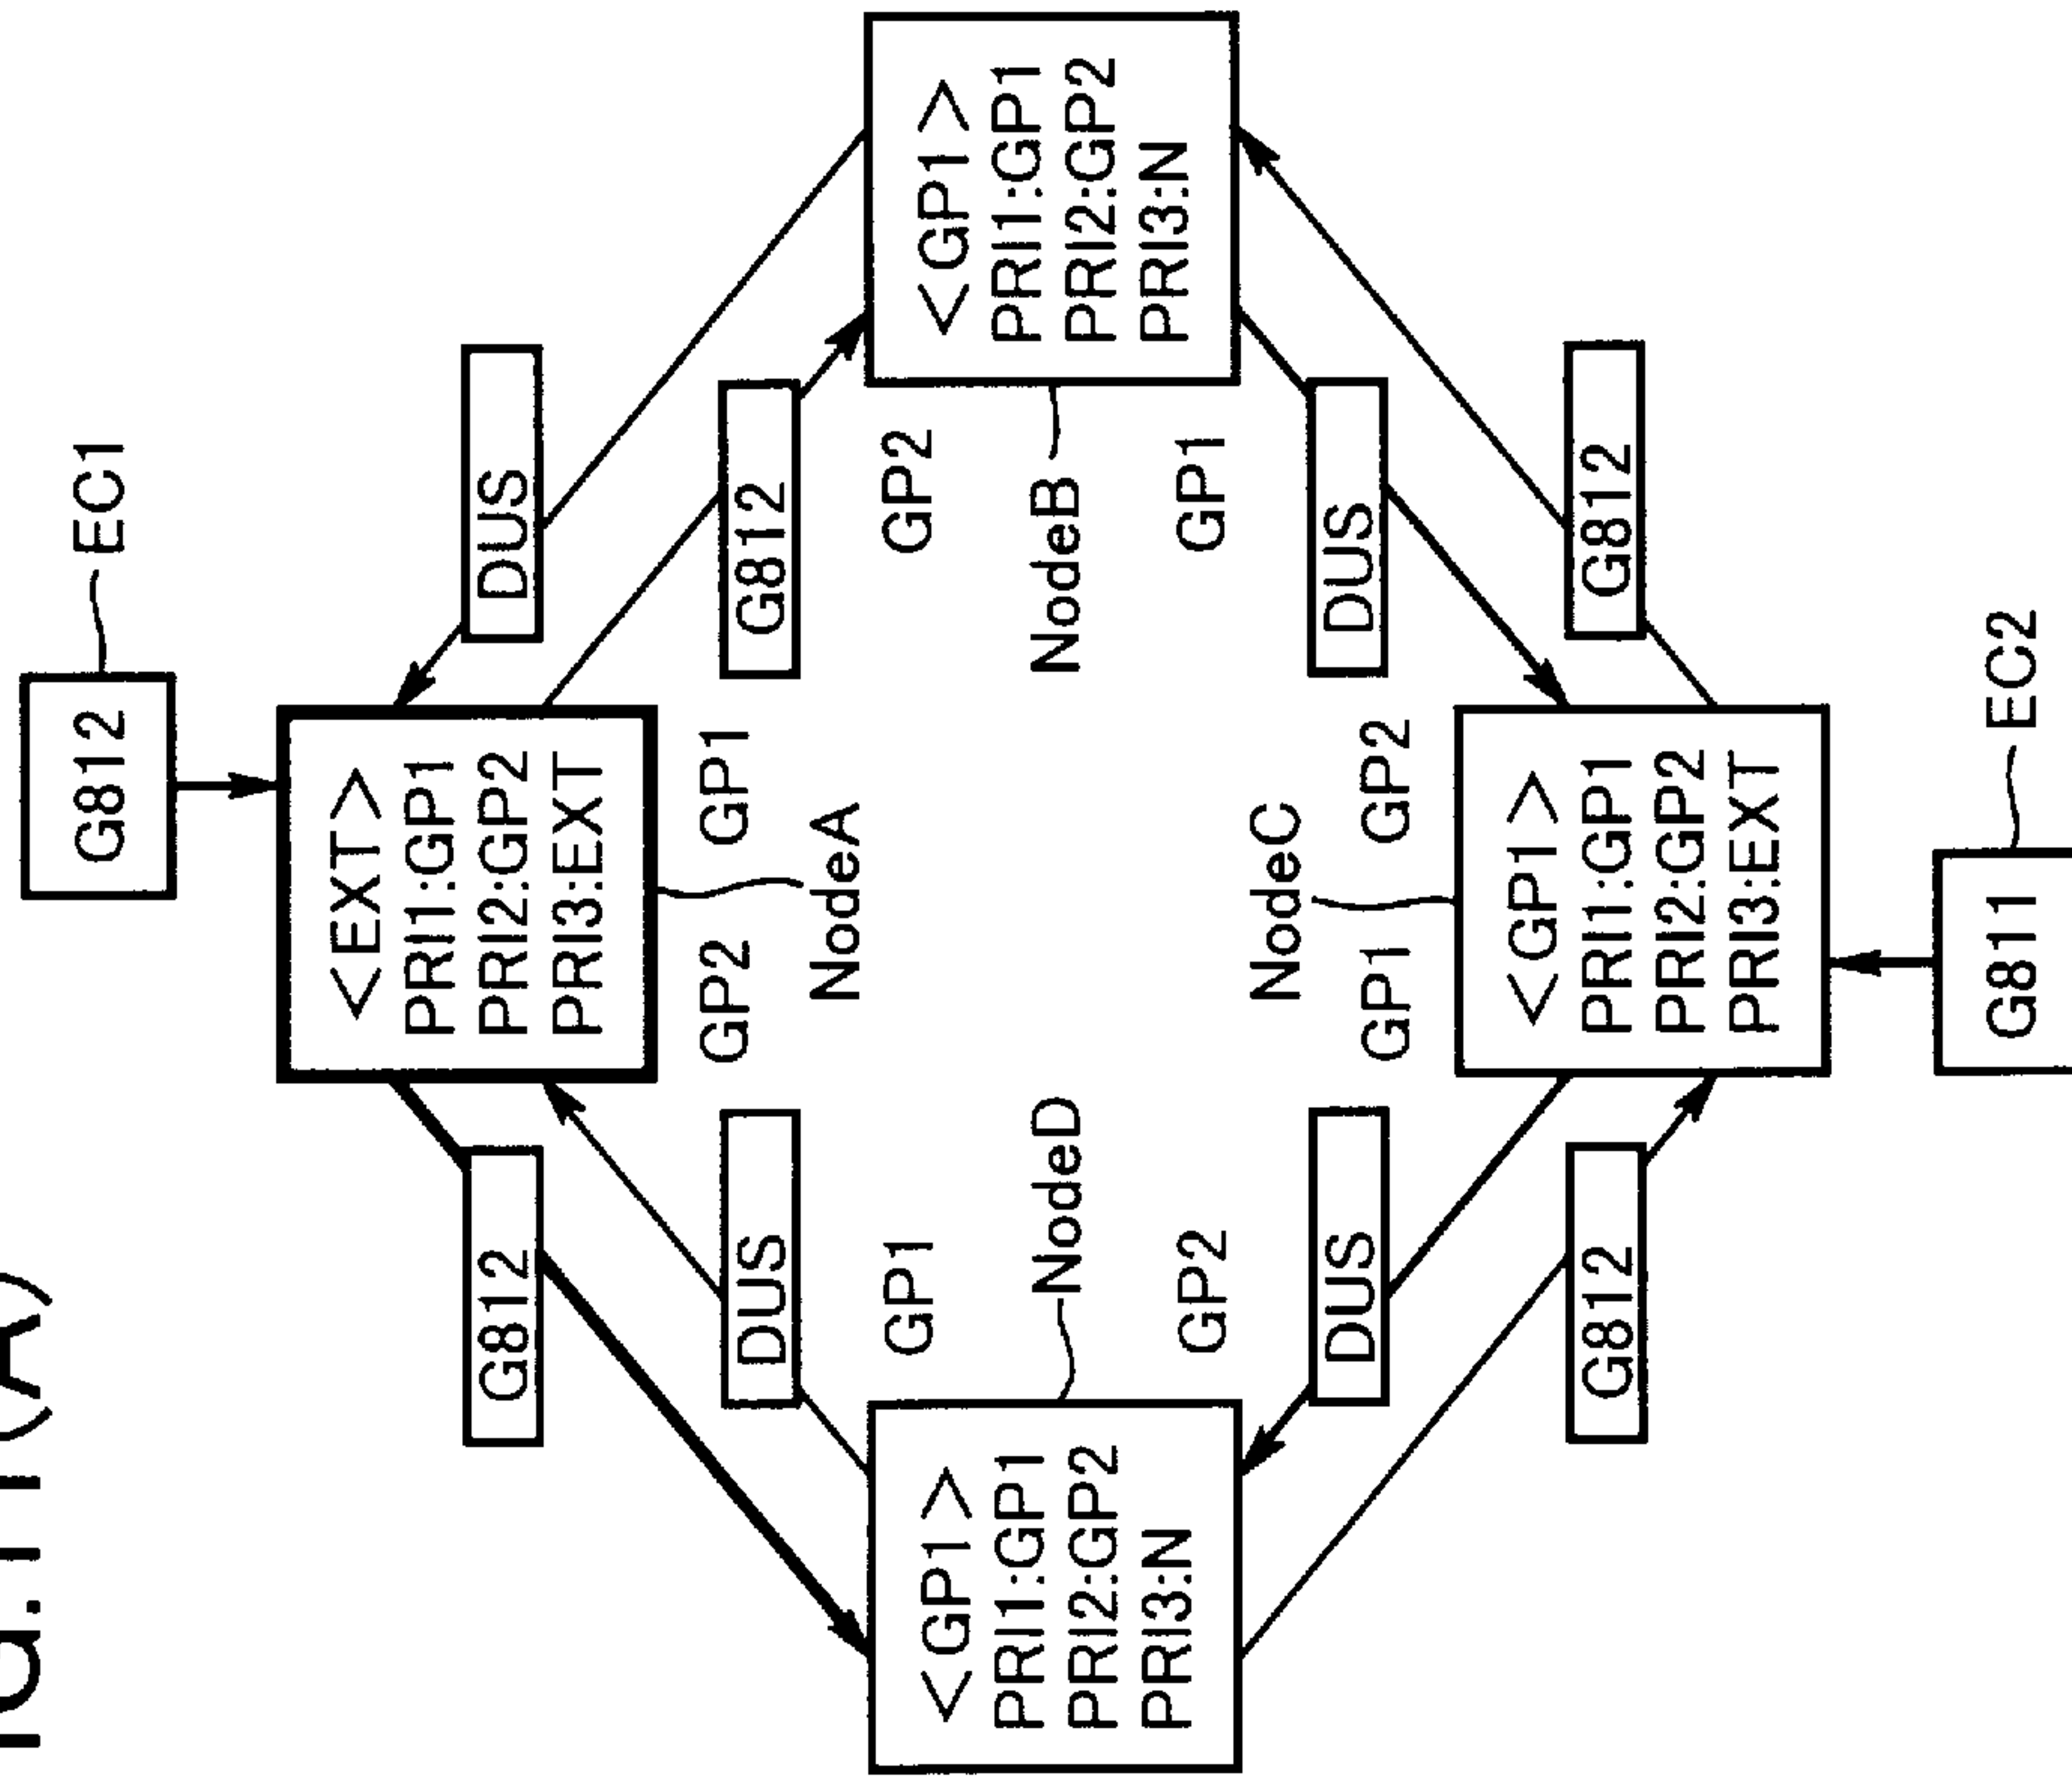 IG. 11(A)
G812
EC1
<EXT>
PRI1:GP1
PRI2:GP2
PRI3:EXT
G812
DUS
DUS
GP2
GP1
G812
NodeA
GP1
GP2
<GP1>
PRI1:GP1
PRI2:GP2
PRI3:N
NodeD
NodeB
<GP1>
PRI1:GP1
PRI2:GP2
PRI3:N
GP2
GP1
NodeC
DUS
GP1
GP2
DUS
<GP1>
PRI1:GP1
PRI2:GP2
PRI3:EXT
G812
G812
G811
EC2